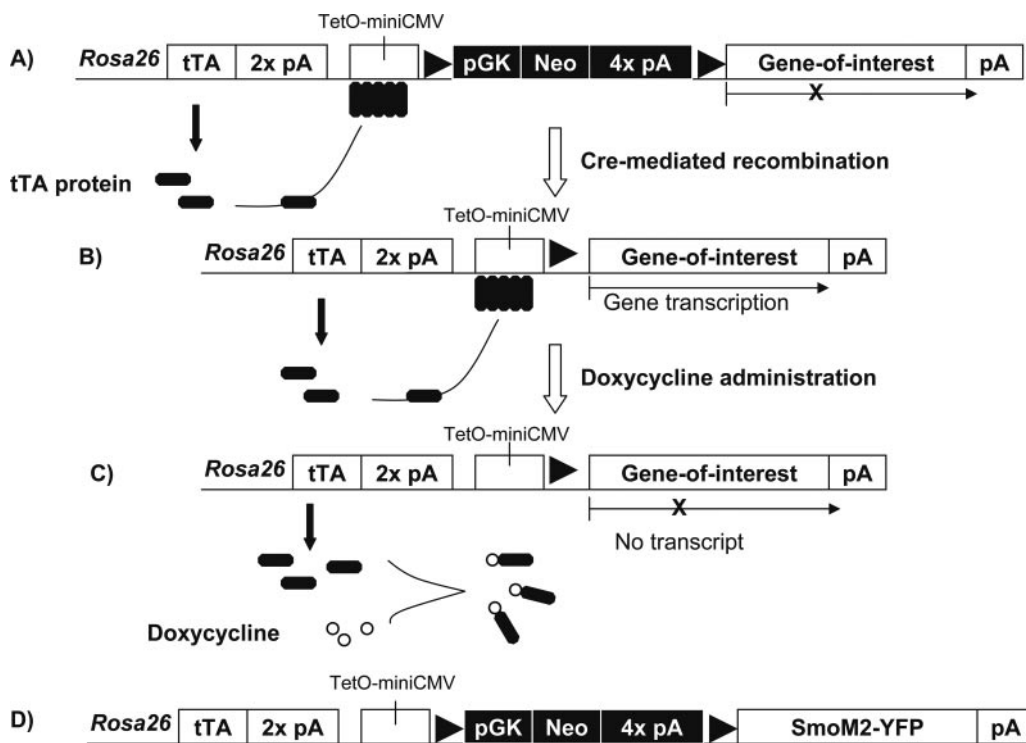 TetO-miniCMV
A) Rosa26 tTA 2x pA pGK Neo 4x pA Gene-of-interest pA
X
Cre-mediated recombination
tTA protein
TetO-miniCMV
B) Rosa26 tTA 2x pA Gene-of-interest pA
Gene transcription
Doxycycline administration
TetO-miniCMV
C) Rosa26 tTA 2x pA Gene-of-interest pA
X
No transcript
Doxycycline
TetO-miniCMV
D) Rosa26 tTA 2x pA pGK Neo 4x pA SmoM2-YFP pA